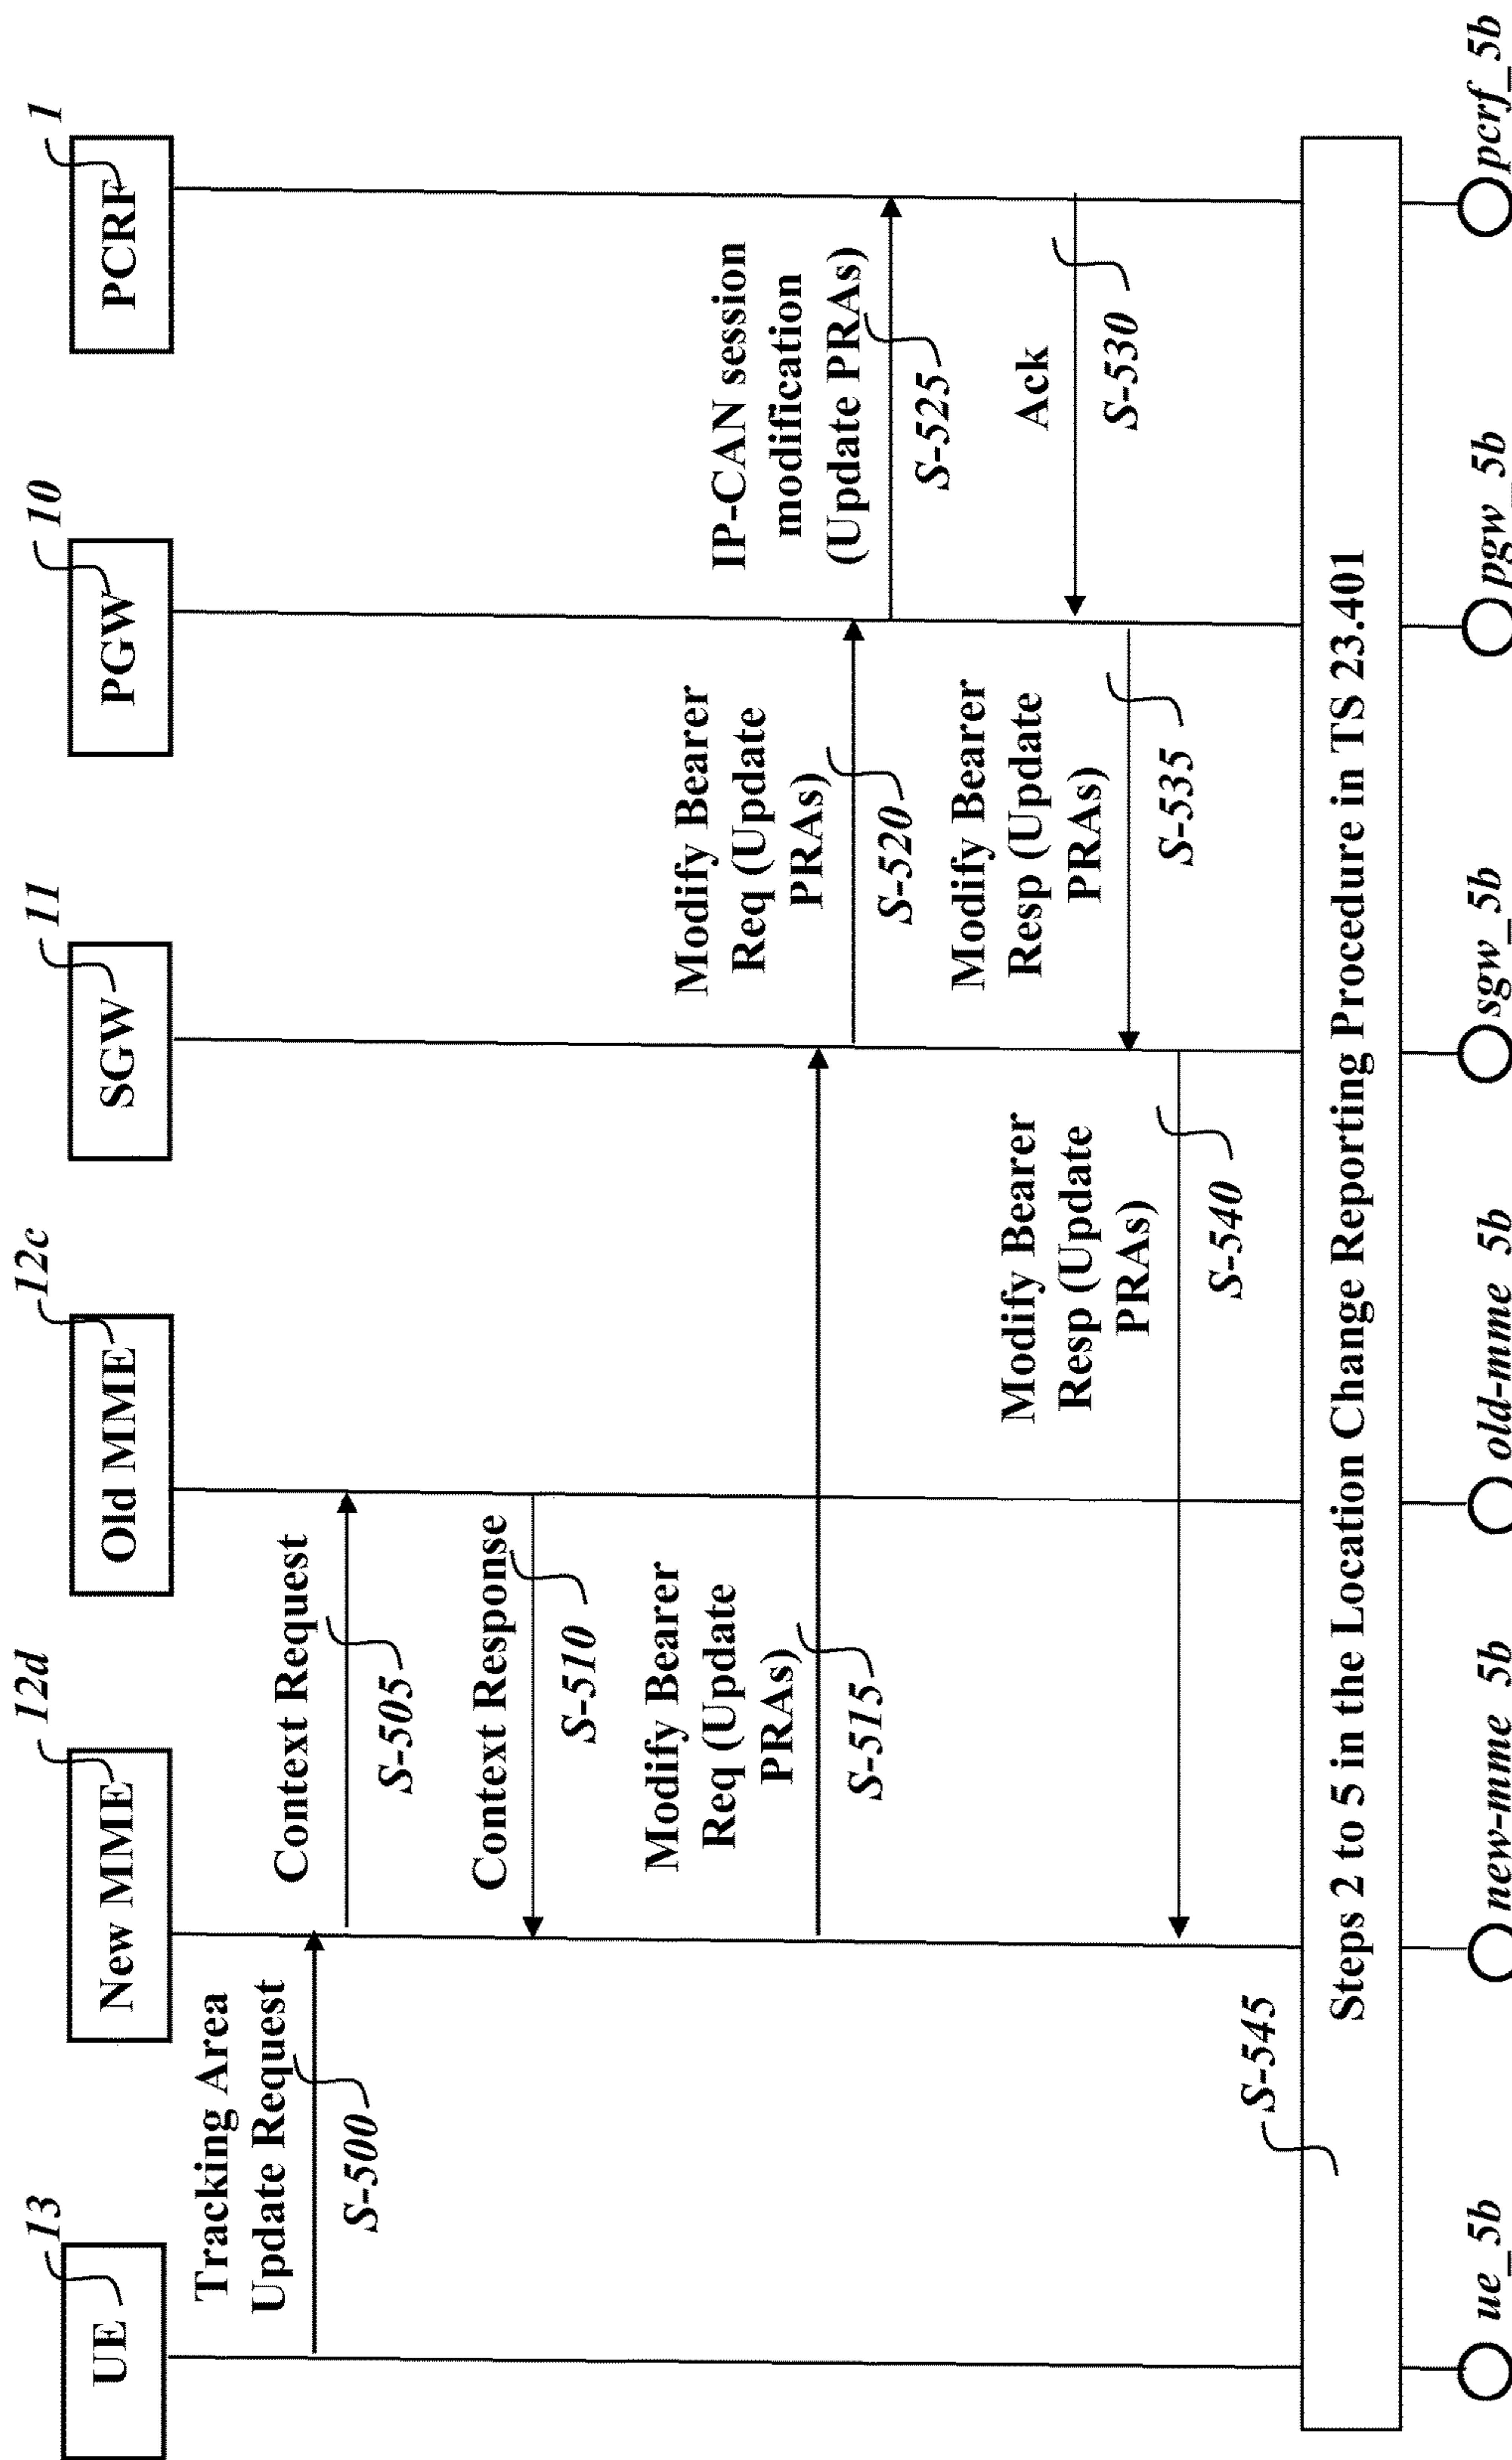 13
UE
12d
New MME
12c
Old MME
11
SGW
10
PGW
1
PCRF
Tracking Area
Update Request
S-500
Context Request
S-505
Context Response
S-510
Modify Bearer
Req (Update
PRAs)
S-515
Modify Bearer
Req (Update
PRAs)
S-520
IP-CAN session
modification
(Update PRAs)
S-525
Ack
S-530
Modify Bearer
Resp (Update
PRAs)
S-535
Modify Bearer
Resp (Update
PRAs)
S-540
S-545
Steps 2 to 5 in the Location Change Reporting Procedure in TS 23.401
ue_5b
new-mme_5b
old-mme_5b
sgw_5b
pgw_5b
pcrf_5b